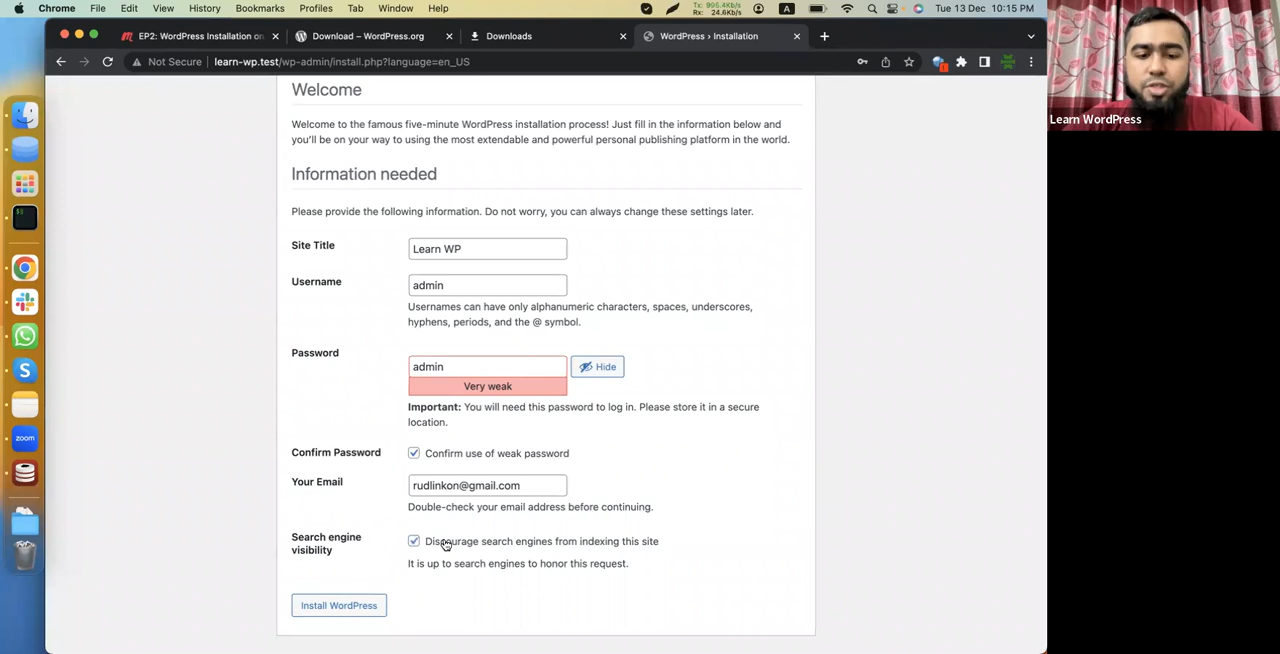 Chrome File Edit View History Bookmarks Profiles Tab Window Help
Tx: 995.4Kb/s
Rx: 24.6Kb/s
A
Tue 13 Dec 10:15 PM
EP2: WordPress Installation on
Download – WordPress.org
Downloads
WordPress › Installation
Not Secure learn-wp.test/wp-admin/install.php?language=en_US
Learn WordPress
Welcome
Welcome to the famous five-minute WordPress installation process! Just fill in the information below and
you'll be on your way to using the most extendable and powerful personal publishing platform in the world.
Information needed
Please provide the following information. Do not worry, you can always change these settings later.
Site Title
Learn WP
Username
admin
Usernames can have only alphanumeric characters, spaces, underscores,
hyphens, periods, and the @ symbol.
Password
admin
Hide
Very weak
Important: You will need this password to log in. Please store it in a secure
location.
Confirm Password
Confirm use of weak password
Your Email
rudlinkon@gmail.com
Double-check your email address before continuing.
Search engine
visibility
Discourage search engines from indexing this site
It is up to search engines to honor this request.
Install WordPress
zoom